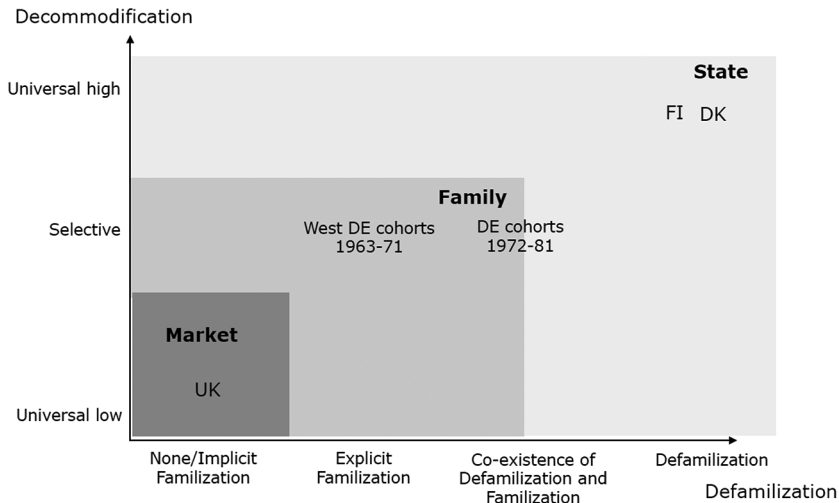 Decommodification
State
Universal high
FI DK
Family
Selective
West DE cohorts
1963-71
DE cohorts
1972-81
Market
UK
Universal low
None/Implicit
Familization
Explicit
Familization
Co-existence of
Defamilization and
Familization
Defamilization
Defamilization